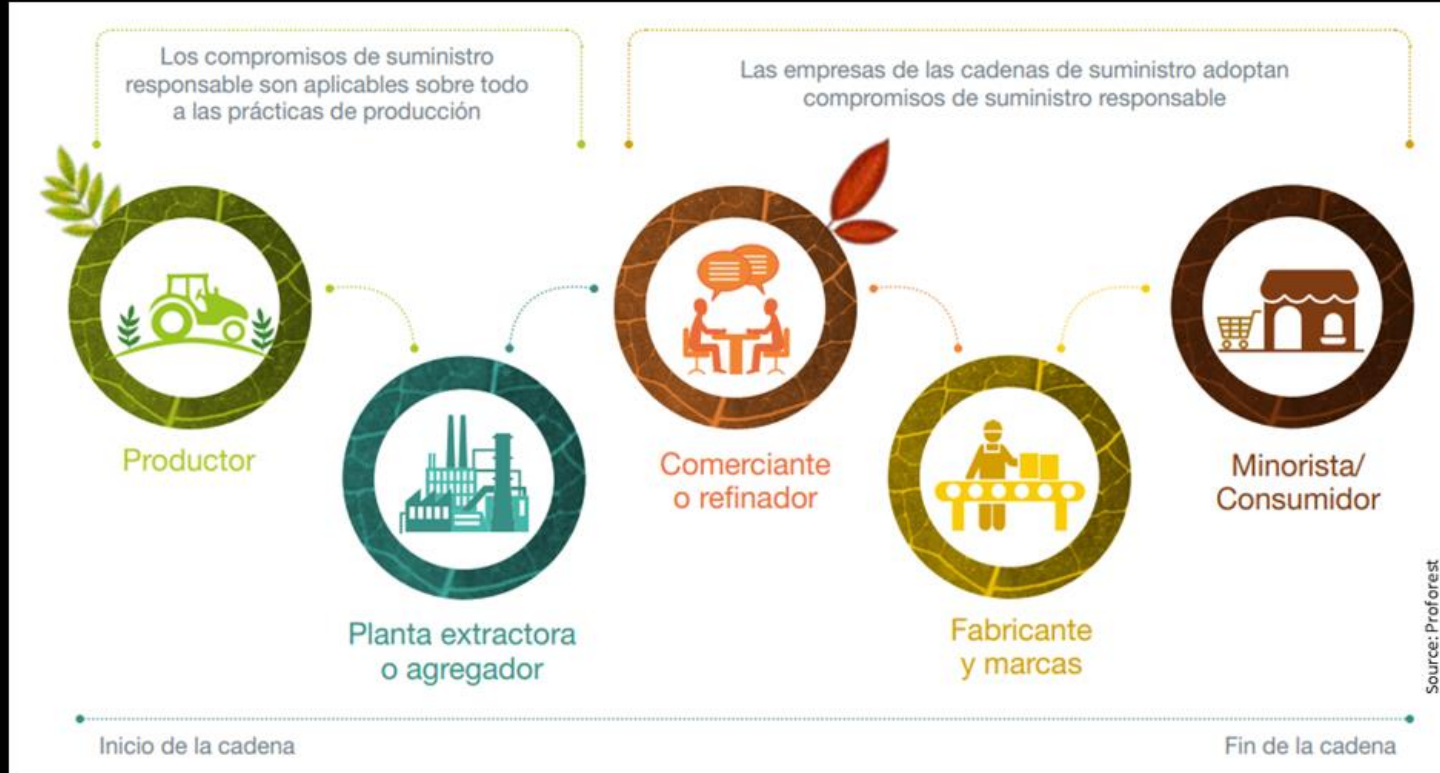 Los compromisos de suministro
responsable son aplicables sobre todo
a las prácticas de producción
Las empresas de las cadenas de suministro adoptan
compromisos de suministro responsable
Productor
Planta extractora
o agregador
Comerciante
o refinador
Fabricante
y marcas
Minorista/
Consumidor
Source: Proforest
Inicio de la cadena
Fin de la cadena